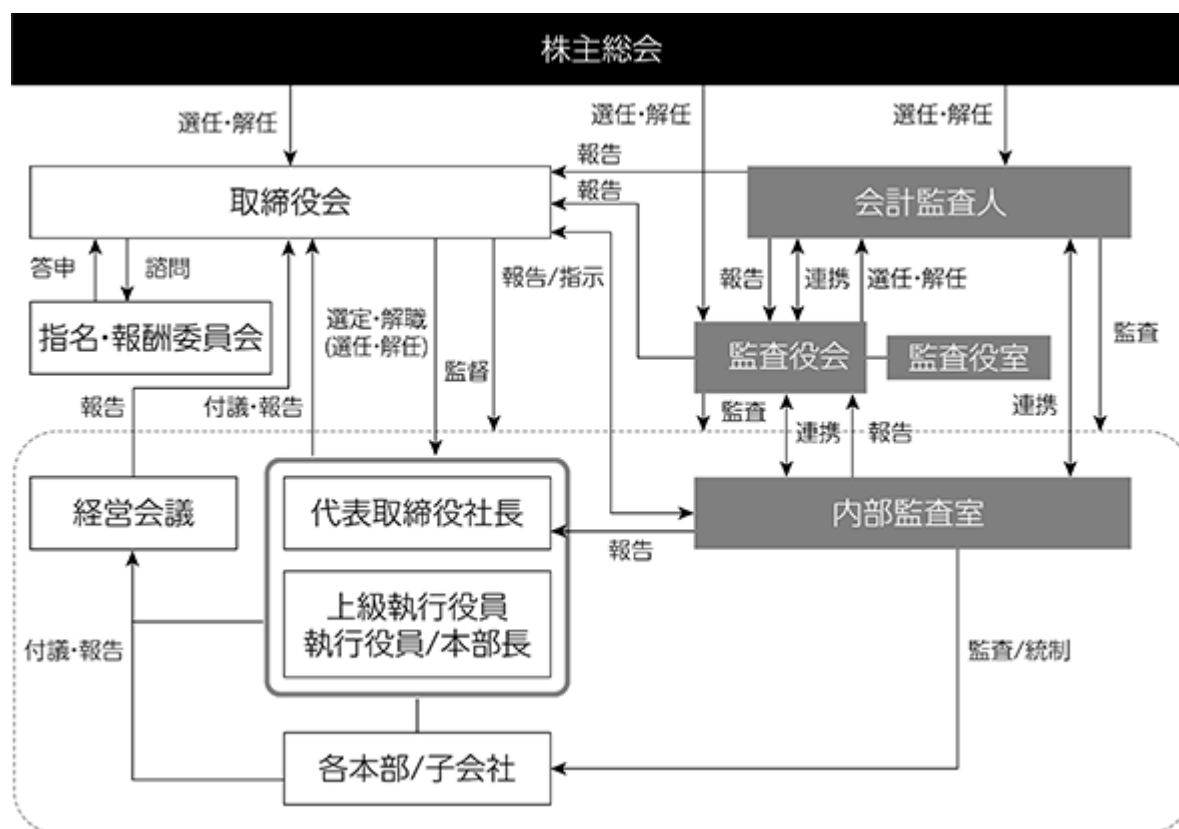 株主総会
選任・解任
選任・解任
選任・解任
報告
取締役会
報告
会計監査人
答申
諮問
報告/指示
報告
連携
選任・解任
指名・報酬委員会
選定・解職
(選任・解任)
監督
監査役会
監査役室
監査
報告
付議・報告
監査
連携
報告
連携
経営会議
代表取締役社長
内部監査室
報告
上級執行役員
執行役員/本部長
付議・報告
監査/統制
各本部/子会社